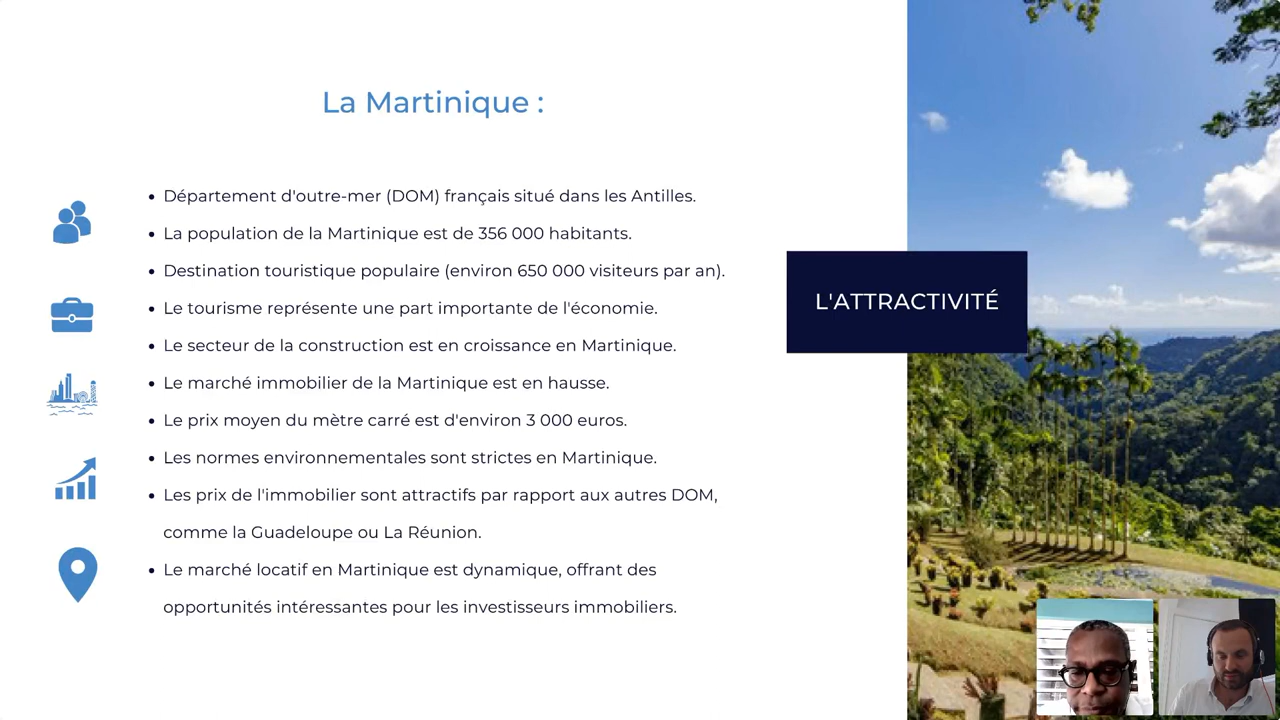 La Martinique :
• Département d'outre-mer (DOM) français situé dans les Antilles.
• La population de la Martinique est de 356 000 habitants.
• Destination touristique populaire (environ 650 000 visiteurs par an).
• Le tourisme représente une part importante de l'économie.
• Le secteur de la construction est en croissance en Martinique.
• Le marché immobilier de la Martinique est en hausse.
• Le prix moyen du mètre carré est d'environ 3 000 euros.
• Les normes environnementales sont strictes en Martinique.
• Les prix de l'immobilier sont attractifs par rapport aux autres DOM,
comme la Guadeloupe ou La Réunion.
• Le marché locatif en Martinique est dynamique, offrant des
opportunités intéressantes pour les investisseurs immobiliers.
L'ATTRACTIVITÉ